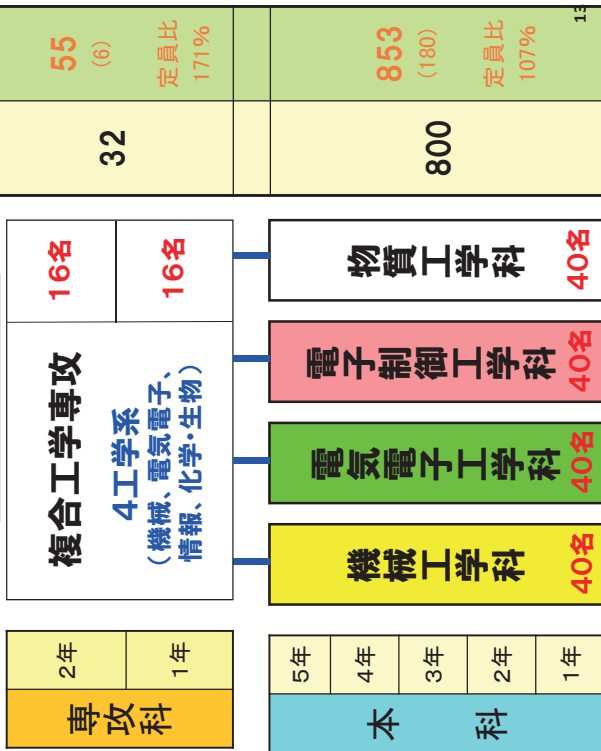 専攻科
2年
1年
複合工学専攻
4工学系
（機械、電気電子、
情報、化学・生物）
16名
16名
32
55
(6)
定員比
171%
本科
5年
4年
3年
2年
1年
機械工学科
40名
電気電子工学科
40名
電子制御工学科
40名
物質工学科
40名
800
853
(180)
定員比
107%
13